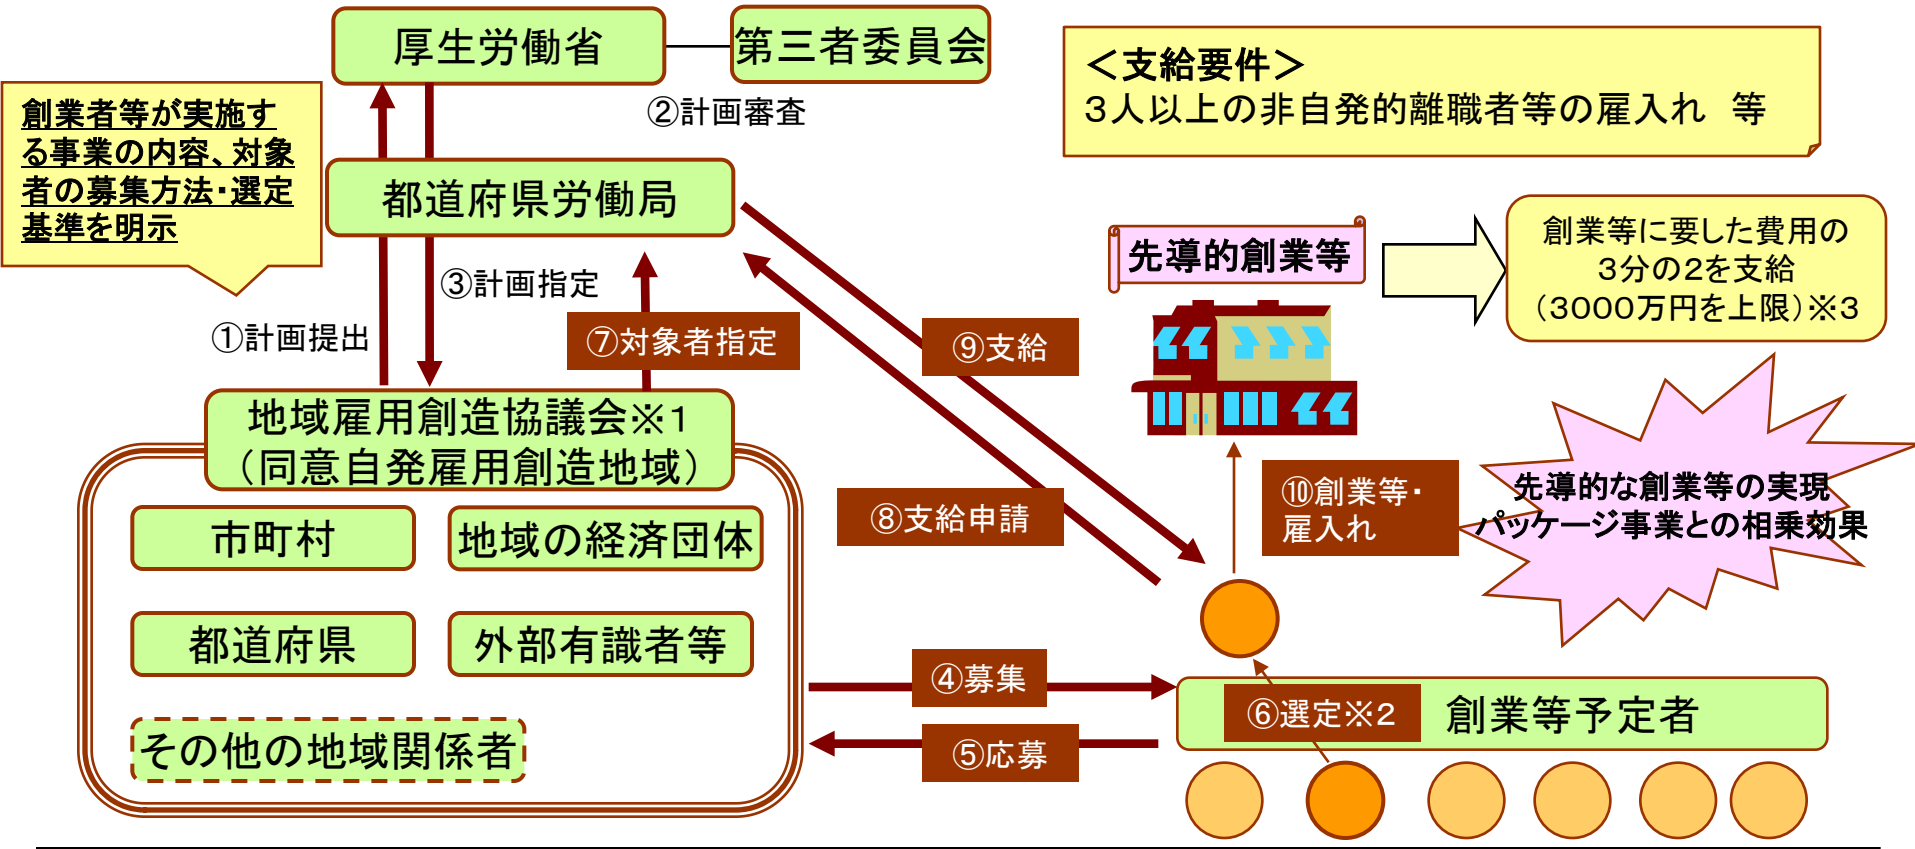 厚生労働省
第三者委員会
＜支給要件＞
３人以上の非自発的離職者等の雇入れ　等
②計画審査
創業者等が実施す
る事業の内容、対象
者の募集方法・選定
基準を明示
都道府県労働局
先導的創業等
創業等に要した費用の
３分の２を支給
（３０００万円を上限）※３
③計画指定
①計画提出
⑦対象者指定
⑨支給
地域雇用創造協議会※１
（同意自発雇用創造地域）
⑧支給申請
⑩創業等・
雇入れ
先導的な創業等の実現
パッケージ事業との相乗効果
市町村
地域の経済団体
都道府県
外部有識者等
④募集
⑥選定※２
創業等予定者
その他の地域関係者
⑤応募